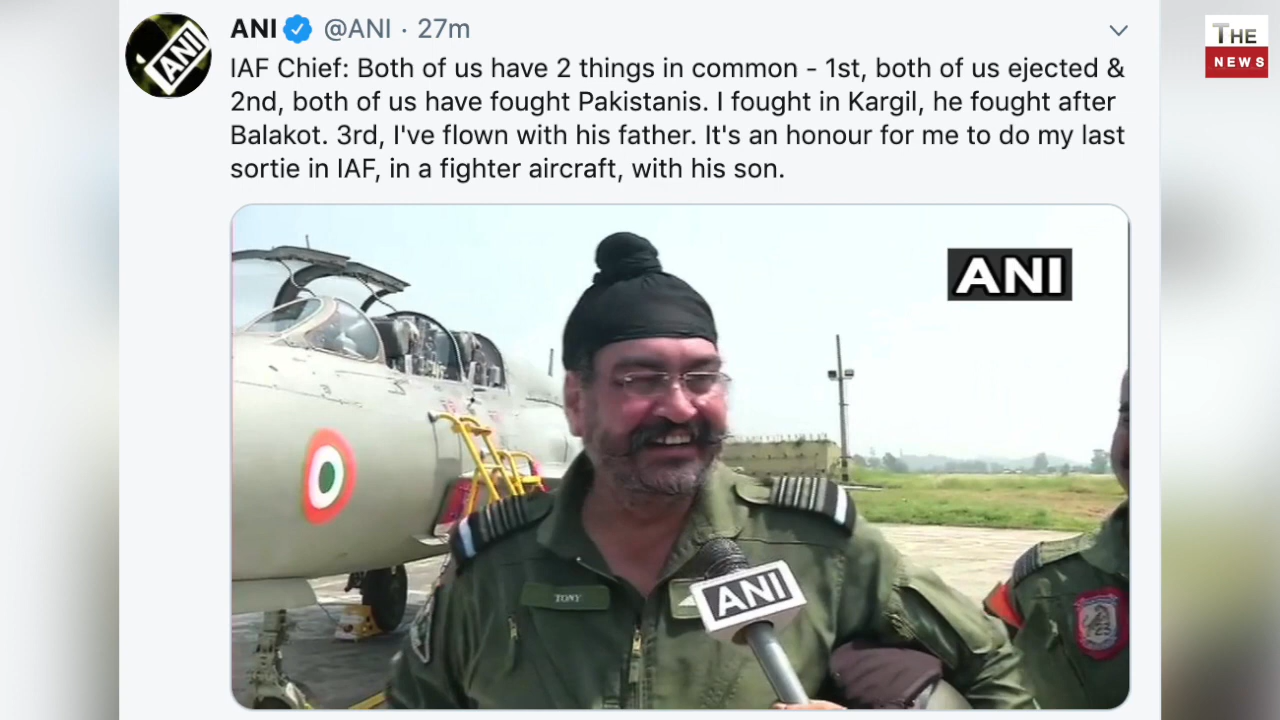 ANI @ANI · 27m
IAF Chief: Both of us have 2 things in common - 1st, both of us ejected &
2nd, both of us have fought Pakistanis. I fought in Kargil, he fought after
Balakot. 3rd, I've flown with his father. It's an honour for me to do my last
sortie in IAF, in a fighter aircraft, with his son.
THE
NEWS
ANI
ANI
TONY
ANI